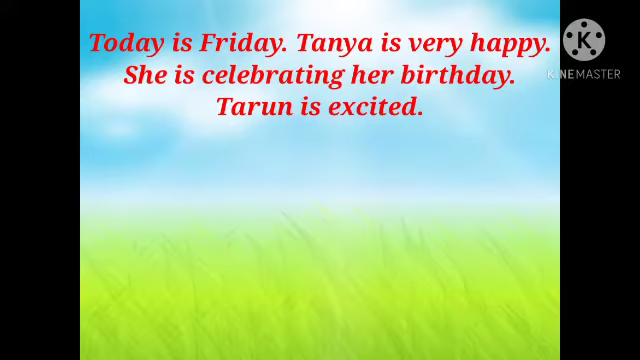 Today is Friday. Tanya is very happy.
She is celebrating her birthday.
Tarun is excited.
KINEMASTER